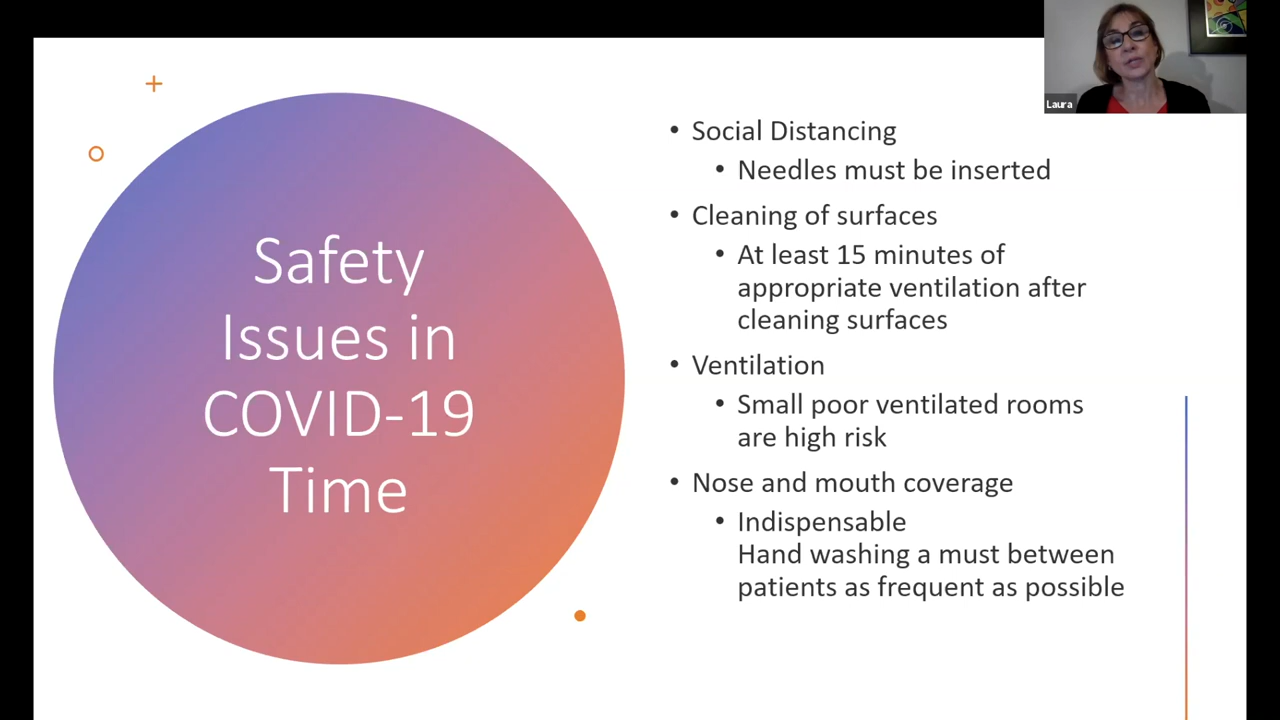 Safety
Issues in
COVID-19
Time
• Social Distancing
• Needles must be inserted
• Cleaning of surfaces
• At least 15 minutes of
appropriate ventilation after
cleaning surfaces
• Ventilation
• Small poor ventilated rooms
are high risk
• Nose and mouth coverage
• Indispensable
Hand washing a must between
patients as frequent as possible
Laura